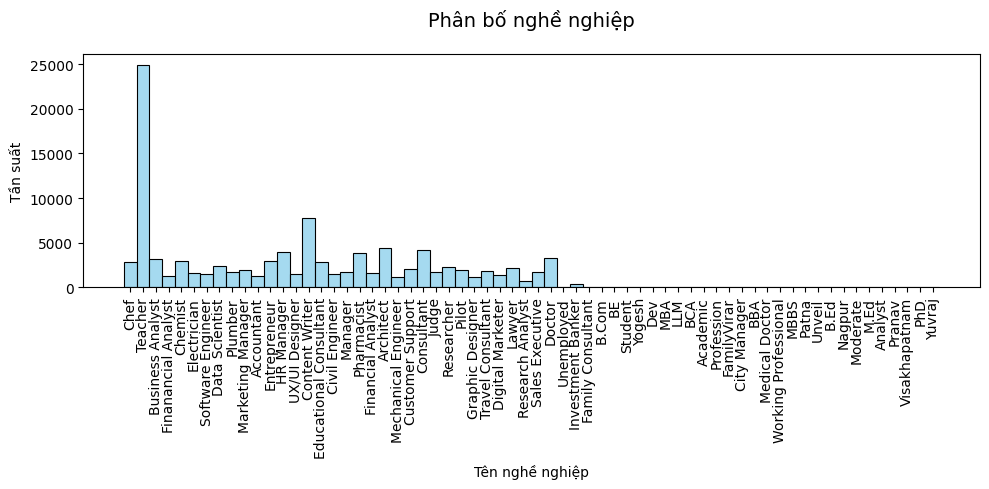 Phân bố nghề nghiệp
25000
20000
15000
10000
5000
0
Tần suất
Chef
Teacher
Business Analyst
Finanancial Analyst
Chemist
Electrician
Software Engineer
Data Scientist
Plumber
Marketing Manager
Accountant
Entrepreneur
HR Manager
UX/UI Designer
Content Writer
Educational Consultant
Civil Engineer
Manager
Pharmacist
Financial Analyst
Architect
Mechanical Engineer
Customer Support
Consultant
Judge
Researcher
Pilot
Graphic Designer
Travel Consultant
Digital Marketer
Lawyer
Research Analyst
Sales Executive
Doctor
Unemployed
Investment Banker
Family Consultant
B.Com
BE
Student
Yogesh
Dev
MBA
LLM
BCA
Academic
Profession
FamilyVirar
City Manager
BBA
Medical Doctor
Working Professional
MBBS
Patna
Unveil
B.Ed
Nagpur
Moderate
M.Ed
Analyst
Pranav
Visakhapatnam
PhD
Yuvraj
Tên nghề nghiệp